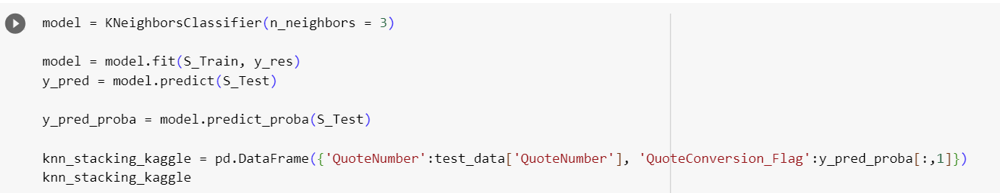 model = KNeighborsClassifier(n_neighbors = 3)
model = model.fit(S_Train, y_res)
y_pred = model.predict(S_Test)
y_pred_proba = model.predict_proba(S_Test)
knn_stacking_kaggle = pd.DataFrame({'QuoteNumber':test_data['QuoteNumber'], 'QuoteConversion_Flag':y_pred_proba[:,1]})
knn_stacking_kaggle